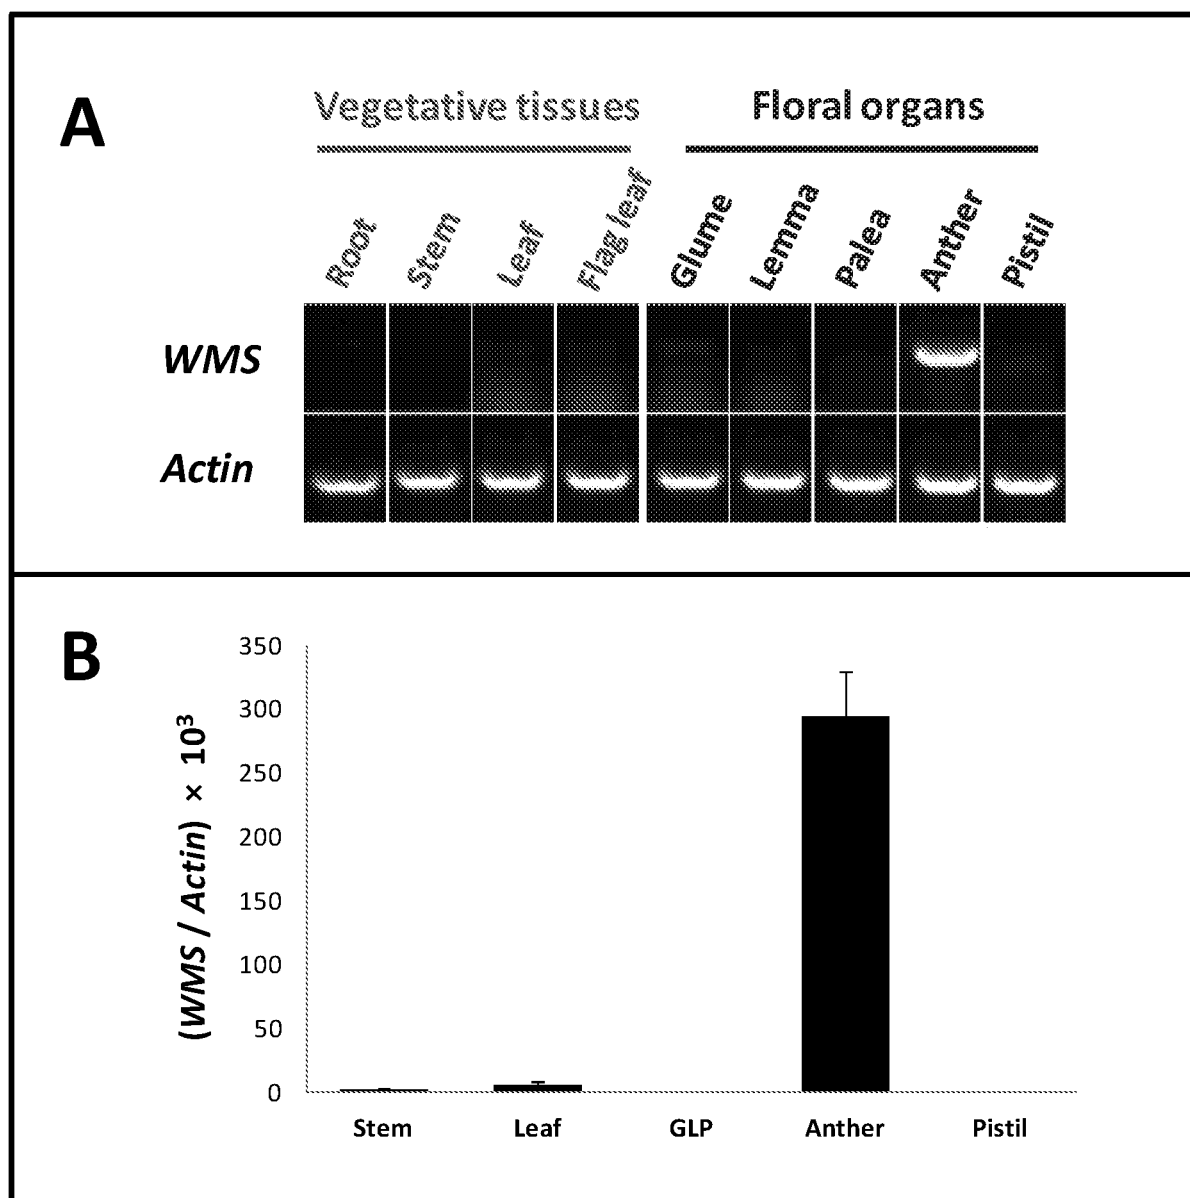 A
Vegetative tissues
Floral organs
Root
Stem
Leaf
Flag leaf
Glume
Lemma
Palea
Anther
Pistil
WMS
Actin
B
(WMS / Actin) × 10³
350
300
250
200
150
100
50
0
Stem
Leaf
GLP
Anther
Pistil